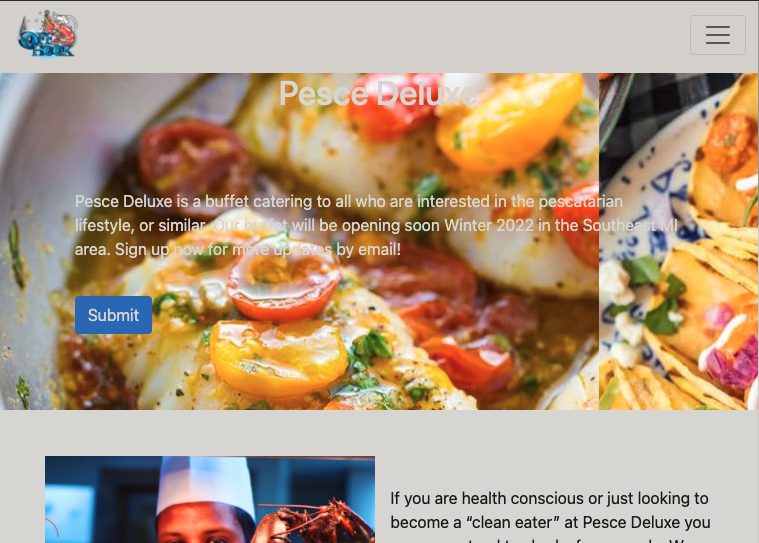 OFF
HOOK
Pesce Deluxe
Pesce Deluxe is a buffet catering to all who are interested in the pescatarian
lifestyle, or similar. Our buffet will be opening soon Winter 2022 in the Southeast MI
area. Sign up now for more updates by email!
Submit
If you are health conscious or just looking to
become a “clean eater” at Pesce Deluxe you